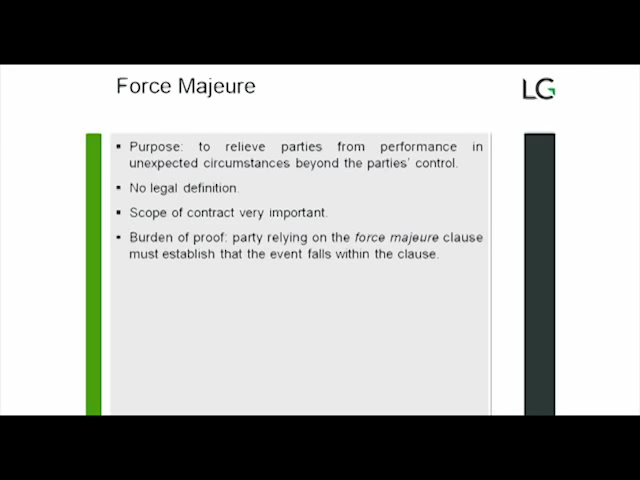 Force Majeure
LG
▪ Purpose: to relieve parties from performance in
unexpected circumstances beyond the parties' control.
▪ No legal definition.
▪ Scope of contract very important.
▪ Burden of proof: party relying on the force majeure clause
must establish that the event falls within the clause.